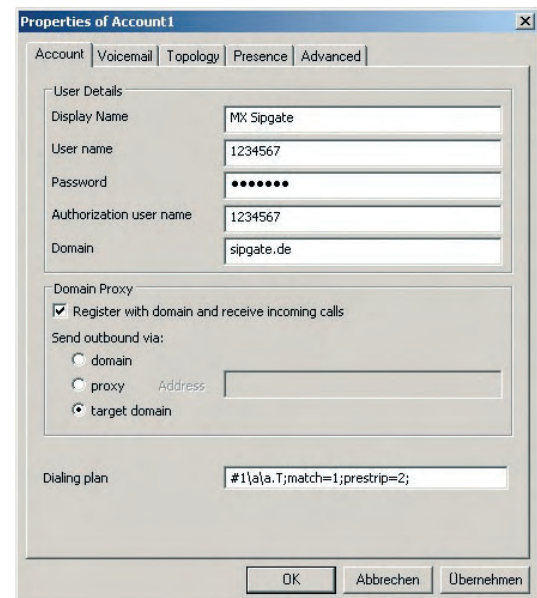 Properties of Account1
Account Voicemail Topology Presence Advanced
User Details
Display Name MX Sipgate
User name 1234567
Password •••••••
Authorization user name 1234567
Domain sipgate.de
Domain Proxy
Register with domain and receive incoming calls
Send outbound via:
domain
proxy Address
target domain
Dialing plan #1\a\a.T;match=1;prestrip=2;
OK Abbrechen Übernehmen